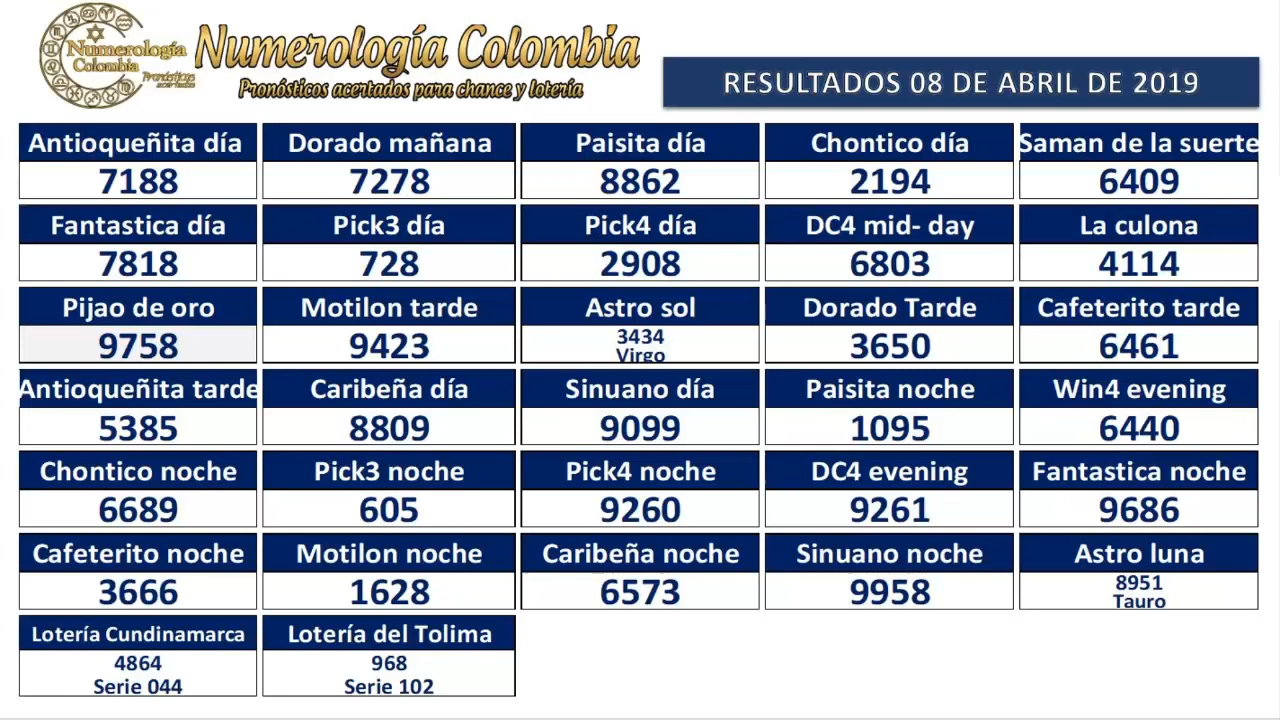 Numerología
Colombia
Pronósticos
acertados
Numerología Colombia
Pronósticos acertados para chance y lotería
RESULTADOS 08 DE ABRIL DE 2019
Antioqueñita día Dorado mañana Paisita día Chontico día Saman de la suerte
7188 7278 8862 2194 6409
Fantastica día Pick3 día Pick4 día DC4 mid- day La culona
7818 728 2908 6803 4114
Pijao de oro Motilon tarde Astro sol Dorado Tarde Cafeterito tarde
9758 9423 3434 3650 6461
Virgo
Antioqueñita tarde Caribeña día Sinuano día Paisita noche Win4 evening
5385 8809 9099 1095 6440
Chontico noche Pick3 noche Pick4 noche DC4 evening Fantastica noche
6689 605 9260 9261 9686
Cafeterito noche Motilon noche Caribeña noche Sinuano noche Astro luna
3666 1628 6573 9958 8951
Tauro
Lotería Cundinamarca Lotería del Tolima
4864 968
Serie 044 Serie 102